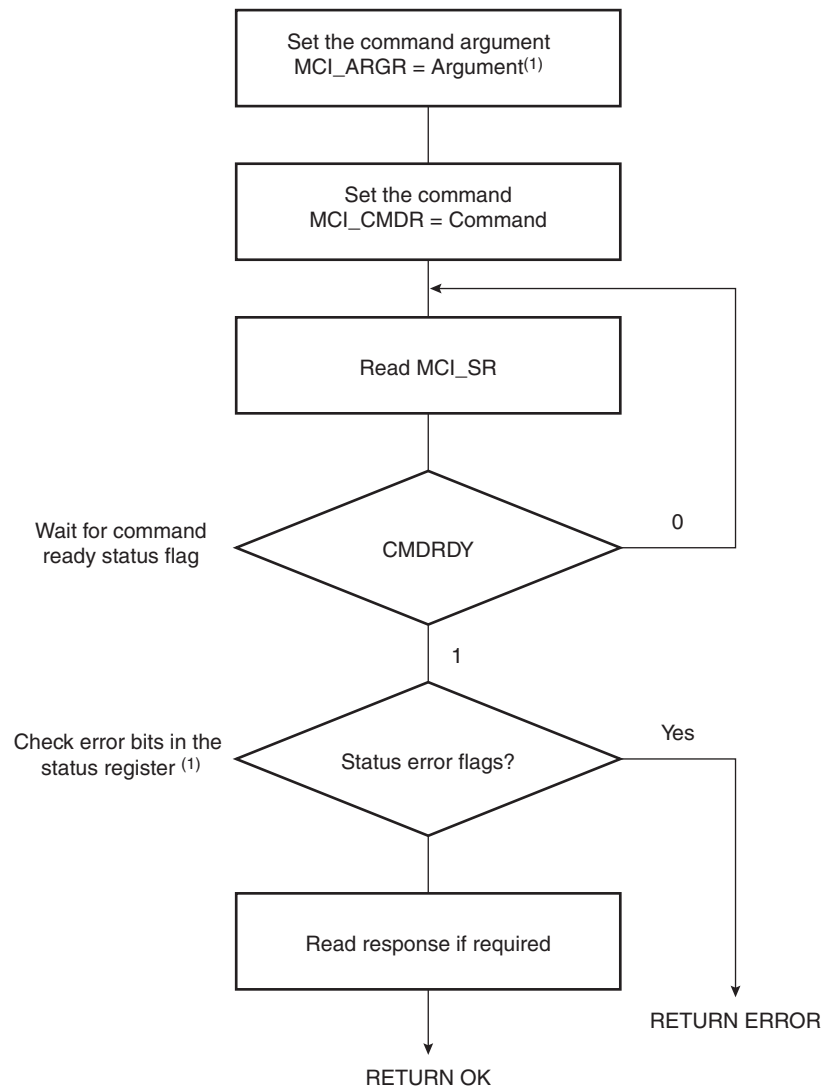 Set the command argument
MCI_ARGR = Argument(1)
Set the command
MCI_CMDR = Command
Read MCI_SR
Wait for command
ready status flag
CMDRDY
0
1
Check error bits in the
status register (1)
Status error flags?
Yes
Read response if required
RETURN ERROR
RETURN OK